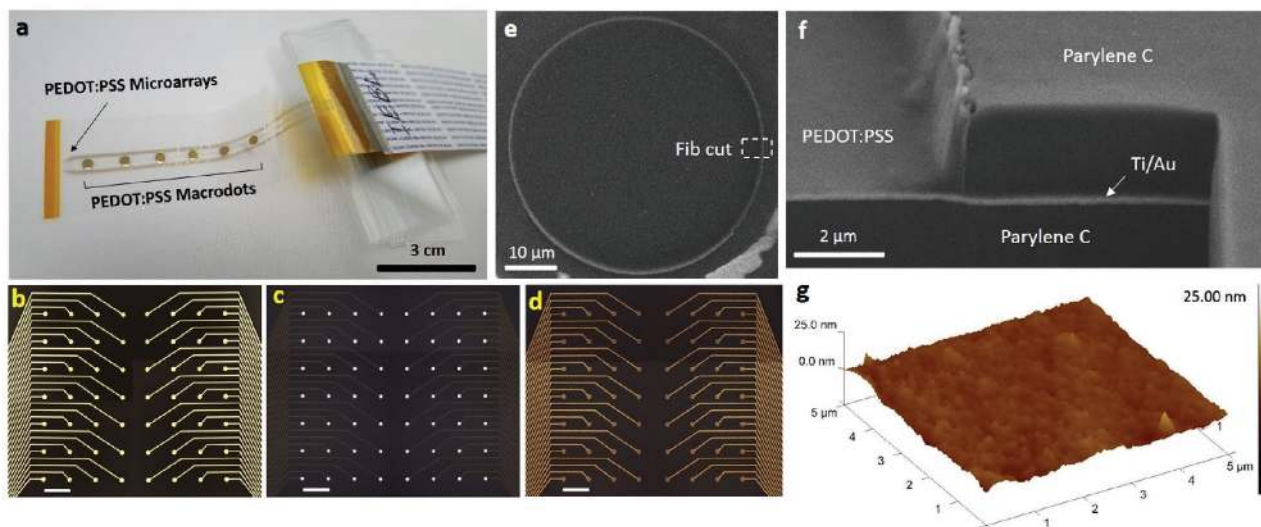 a
PEDOT:PSS Microarrays
PEDOT:PSS Macrodots
3 cm
e
Fib cut
10 µm
f
Parylene C
PEDOT:PSS
Ti/Au
Parylene C
2 µm
b
c
d
g
25.00 nm
25.0 nm
0.0 nm
5 µm
4
3
2
1
1
2
3
4
5 µm
1